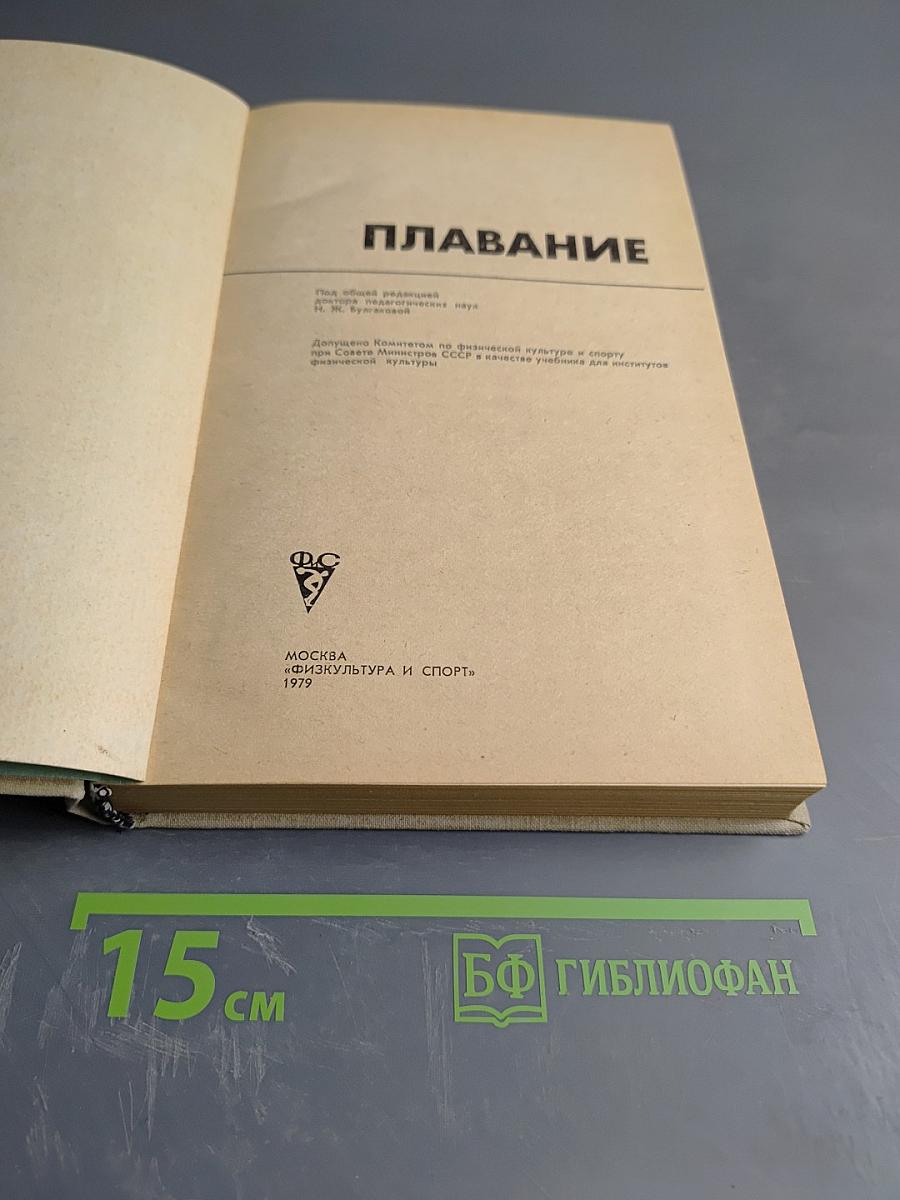 ПЛАВАНИЕ
Под общей редакцией
доктора педагогических наук
Н. Ж. Булгаковой
Допущено Комитетом по физической культуре и спорту
при Совете Министров СССР в качестве учебника для институтов
физической культуры
ФиС
МОСКВА
«ФИЗКУЛЬТУРА И СПОРТ»
1979
15 см
БФ ГИБЛИОФАН